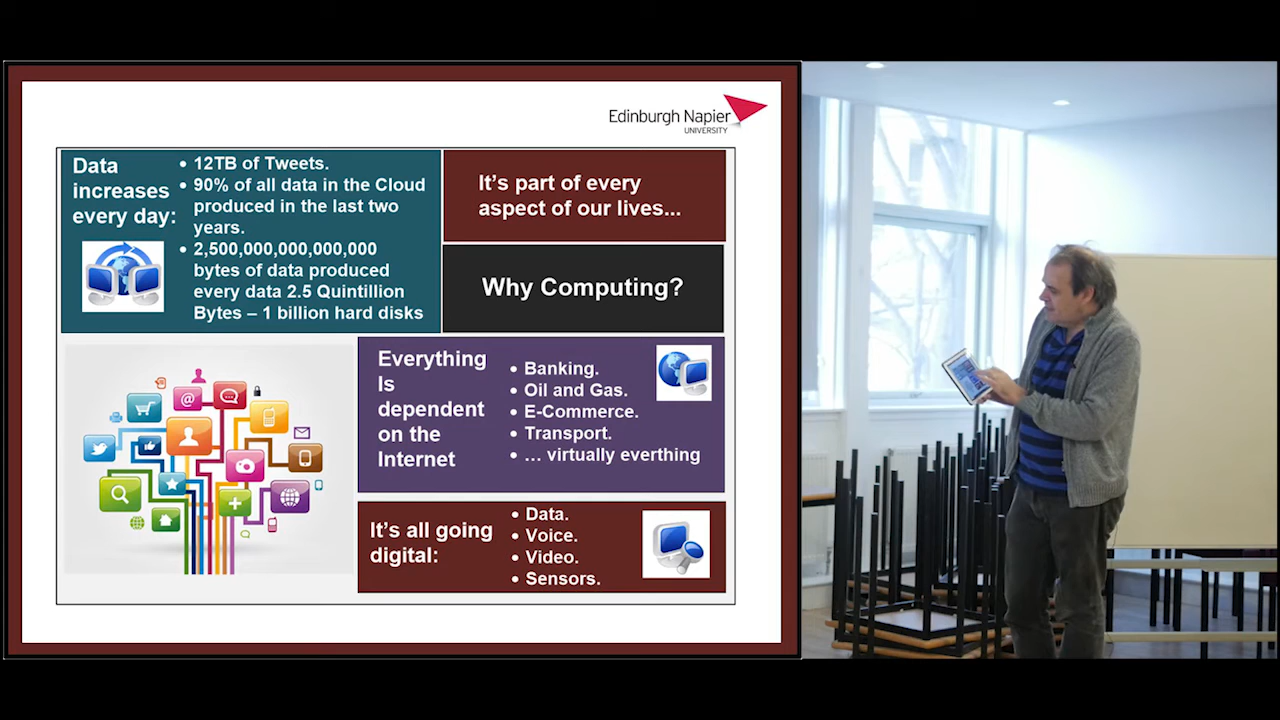 Edinburgh Napier
UNIVERSITY
Data
increases
every day:
• 12TB of Tweets.
• 90% of all data in the Cloud
produced in the last two
years.
• 2,500,000,000,000,000
bytes of data produced
every data 2.5 Quintillion
Bytes – 1 billion hard disks
It's part of every
aspect of our lives...
Why Computing?
Everything
Is
dependent
on the
Internet
• Banking.
• Oil and Gas.
• E-Commerce.
• Transport.
• … virtually everthing
It's all going
digital:
• Data.
• Voice.
• Video.
• Sensors.